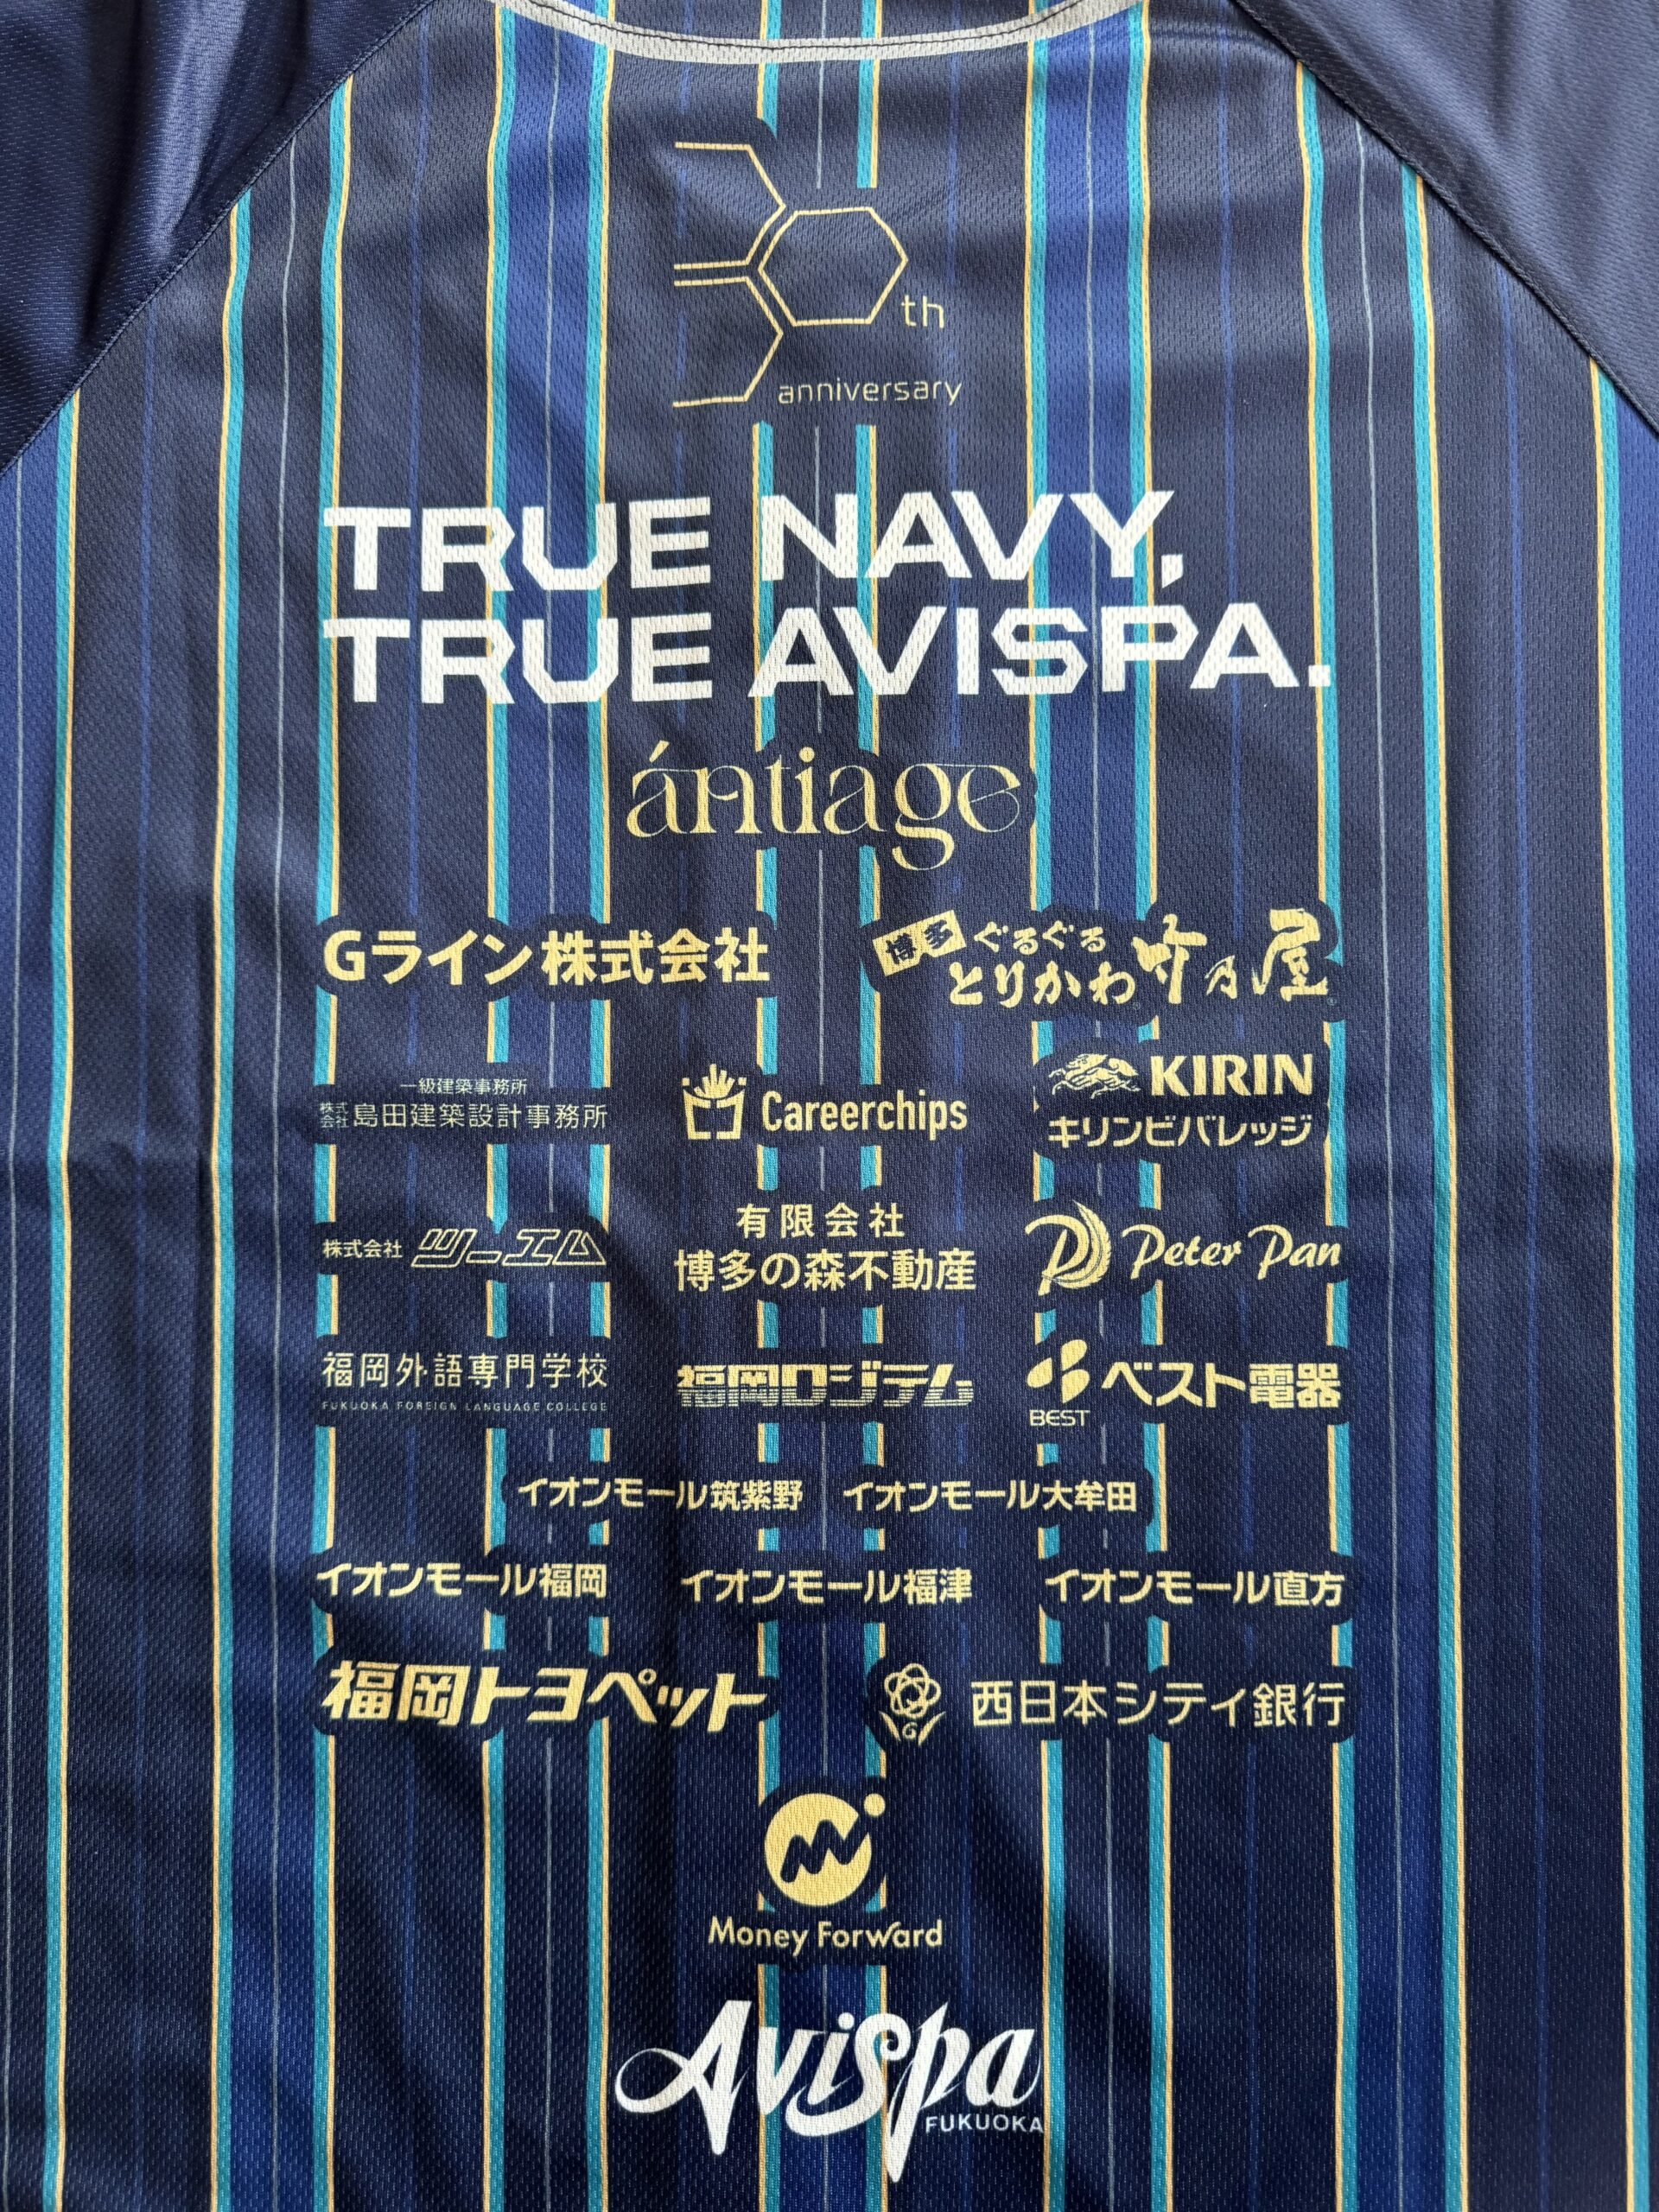 30th
anniversary
TRUE NAVY,
TRUE AVISPA.
ántiage
Gライン株式会社
博多 ぐるぐる とりかわ 竹乃屋
一級建築事務所
株式会社 島田建築設計事務所
Careerchips
KIRIN
キリンビバレッジ
株式会社 ツーエム
有限会社
博多の森不動産
Peter Pan
福岡外語専門学校
FUKUOKA FOREIGN LANGUAGE COLLEGE
福岡ロジテム
BEST ベスト電器
イオンモール筑紫野 イオンモール大牟田
イオンモール福岡 イオンモール福津 イオンモール直方
福岡トヨペット
西日本シティ銀行
Money Forward
Avispa
FUKUOKA